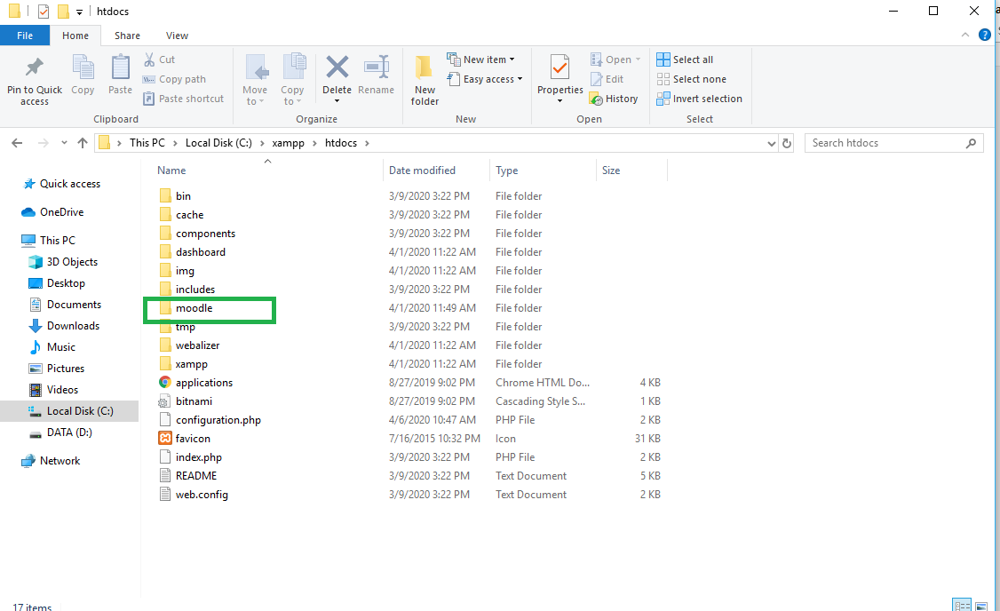 htdocs
File Home Share View
Pin to Quick access
Copy
Paste
Cut
Copy path
Paste shortcut
Clipboard
Move to
Copy to
Delete
Rename
Organize
New folder
New item
Easy access
New
Properties
Open
Edit
History
Open
Select all
Select none
Invert selection
Select
This PC > Local Disk (C:) > xampp > htdocs >
Search htdocs
Quick access
OneDrive
This PC
3D Objects
Desktop
Documents
Downloads
Music
Pictures
Videos
Local Disk (C:)
DATA (D:)
Network
Name Date modified Type Size
bin 3/9/2020 3:22 PM File folder
cache 3/9/2020 3:22 PM File folder
components 3/9/2020 3:22 PM File folder
dashboard 4/1/2020 11:22 AM File folder
img 4/1/2020 11:22 AM File folder
includes 3/9/2020 3:22 PM File folder
moodle 4/1/2020 11:49 AM File folder
tmp 3/9/2020 3:22 PM File folder
webalizer 4/1/2020 11:22 AM File folder
xampp 4/1/2020 11:22 AM File folder
applications 8/27/2019 9:02 PM Chrome HTML Do... 4 KB
bitnami 8/27/2019 9:02 PM Cascading Style S... 1 KB
configuration.php 4/6/2020 10:47 AM PHP File 2 KB
favicon 7/16/2015 10:32 PM Icon 31 KB
index.php 3/9/2020 3:22 PM PHP File 2 KB
README 3/9/2020 3:22 PM Text Document 5 KB
web.config 3/9/2020 3:22 PM Text Document 2 KB
17 items